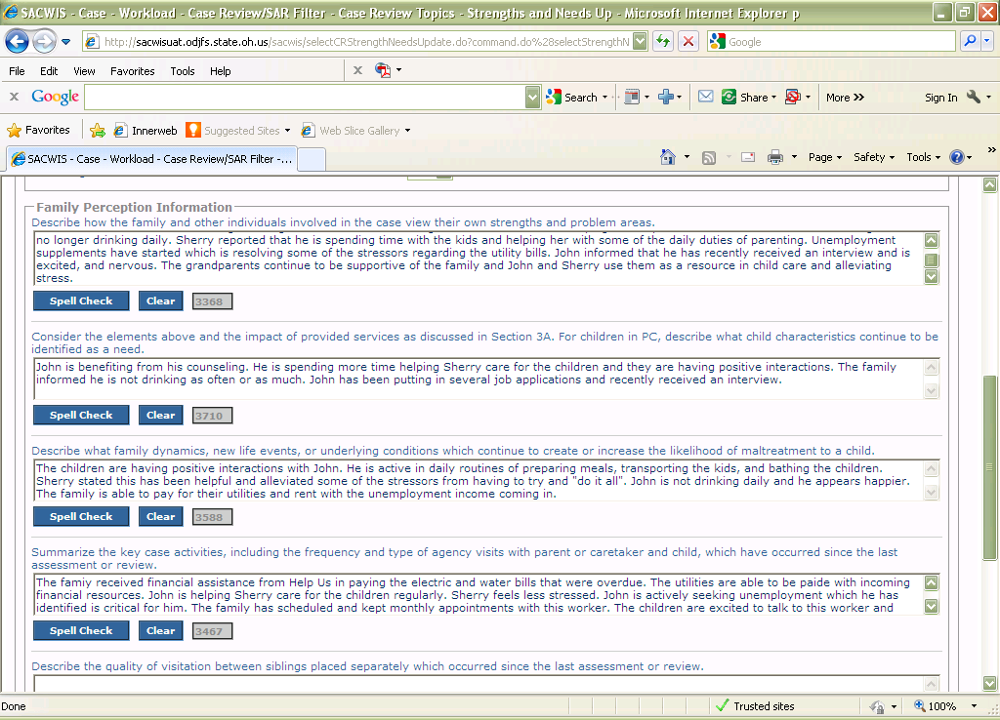 SACWIS - Case - Workload - Case Review/SAR Filter - Case Review Topics - Strengths and Needs Up - Microsoft Internet Explorer p
http://sacwisuat.odjfs.state.oh.us/sacwis/selectCRStrengthNeedsUpdate.do?command.do%28selectStrengthN
Google
File Edit View Favorites Tools Help
x
x Google Search Share More >> Sign In
Favorites Innerweb Suggested Sites Web Slice Gallery
SACWIS - Case - Workload - Case Review/SAR Filter -... Page Safety Tools >>
Family Perception Information
Describe how the family and other individuals involved in the case view their own strengths and problem areas.
no longer drinking daily. Sherry reported that he is spending time with the kids and helping her with some of the daily duties of parenting. Unemployment
supplements have started which is resolving some of the stressors regarding the utility bills. John informed that he has recently received an interview and is
excited, and nervous. The grandparents continue to be supportive of the family and John and Sherry use them as a resource in child care and alleviating
stress.
Spell Check Clear 3368
Consider the elements above and the impact of provided services as discussed in Section 3A. For children in PC, describe what child characteristics continue to be
identified as a need.
John is benefiting from his counseling. He is spending more time helping Sherry care for the children and they are having positive interactions. The family
informed he is not drinking as often or as much. John has been putting in several job applications and recently received an interview.
Spell Check Clear 3710
Describe what family dynamics, new life events, or underlying conditions which continue to create or increase the likelihood of maltreatment to a child.
The children are having positive interactions with John. He is active in daily routines of preparing meals, transporting the kids, and bathing the children.
Sherry stated this has been helpful and alleviated some of the stressors from having to try and "do it all". John is not drinking daily and he appears happier.
The family is able to pay for their utilities and rent with the unemployment income coming in.
Spell Check Clear 3588
Summarize the key case activities, including the frequency and type of agency visits with parent or caretaker and child, which have occurred since the last
assessment or review.
The famiy received financial assistance from Help Us in paying the electric and water bills that were overdue. The utilities are able to be paide with incoming
financial resources. John is helping Sherry care for the children regularly. Sherry feels less stressed. John is actively seeking unemployment which he has
identified is critical for him. The family has scheduled and kept monthly appointments with this worker. The children are excited to talk to this worker and
Spell Check Clear 3467
Describe the quality of visitation between siblings placed separately which occurred since the last assessment or review.
Done Trusted sites 100%